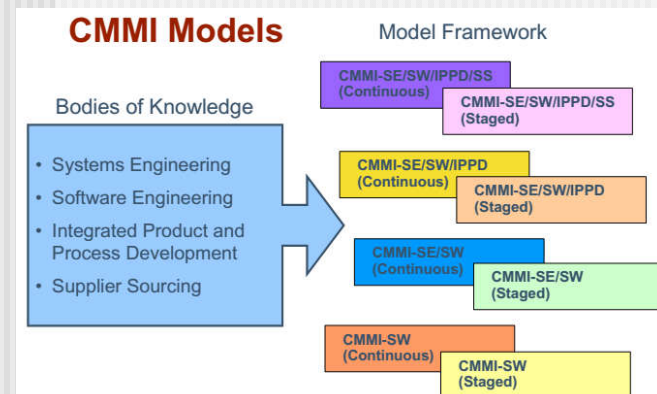 CMMI Models
Model Framework
Bodies of Knowledge
• Systems Engineering
• Software Engineering
• Integrated Product and
Process Development
• Supplier Sourcing
CMMI-SE/SW/IPPD/SS
(Continuous)
CMMI-SE/SW/IPPD/SS
(Staged)
CMMI-SE/SW/IPPD
(Continuous)
CMMI-SE/SW/IPPD
(Staged)
CMMI-SE/SW
(Continuous)
CMMI-SE/SW
(Staged)
CMMI-SW
(Continuous)
CMMI-SW
(Staged)